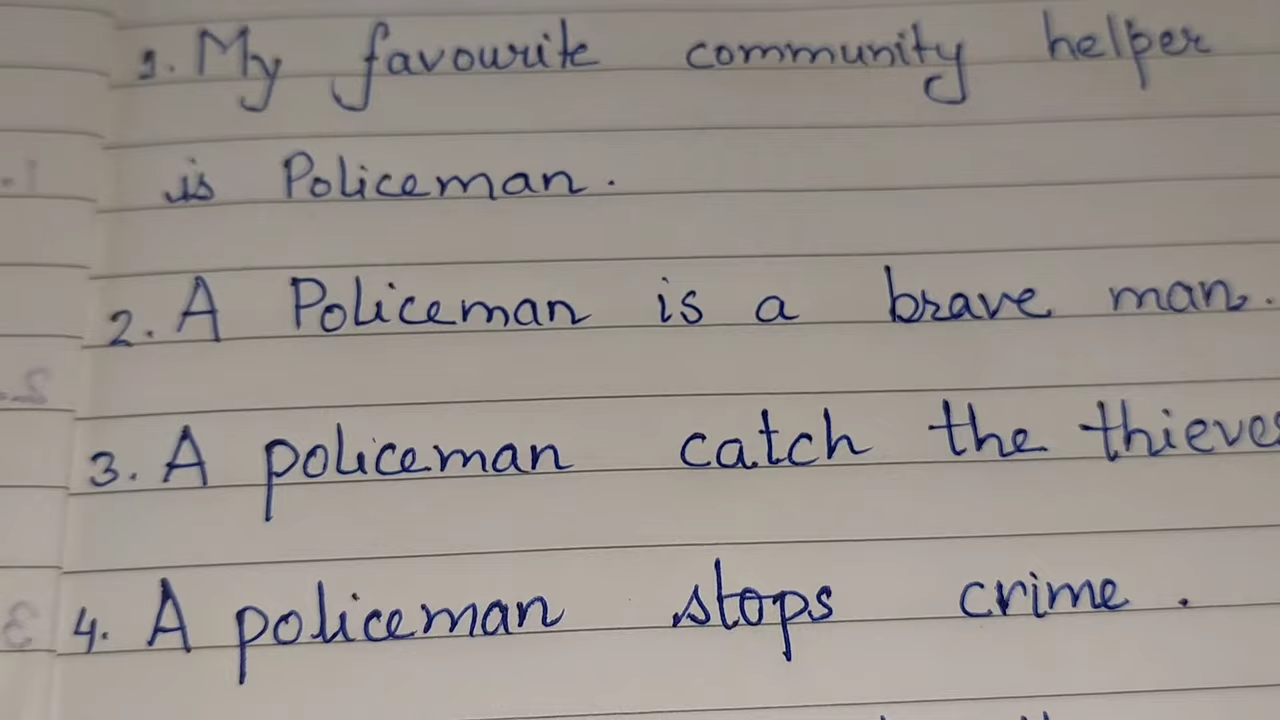 1. My favourite community helper
is Policeman.
2. A Policeman is a brave man.
3. A policeman catch the thieves
4. A policeman stops crime.